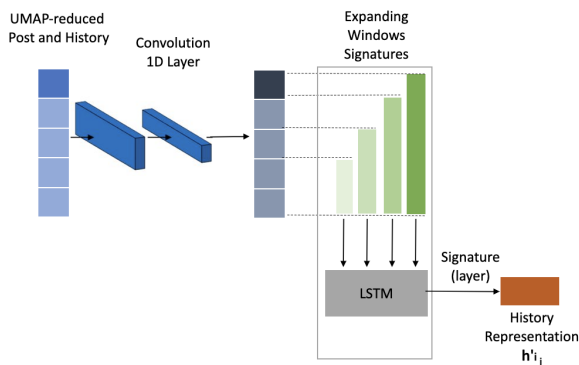 UMAP-reduced
Post and History
Convolution
1D Layer
Expanding
Windows
Signatures
LSTM
Signature
(layer)
History
Representation
h'i j